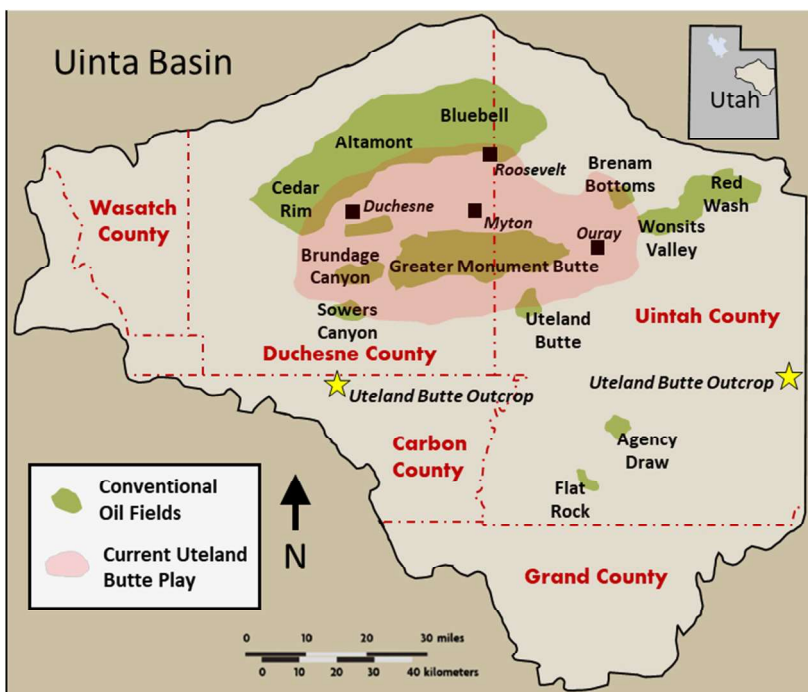 Uinta Basin
Utah
Bluebell
Altamont
Roosevelt
Brenam
Bottoms
Red
Wash
Cedar
Rim
Duchesne
Myton
Wasatch
County
Wonsits
Valley
Ouray
Brundage
Canyon
Greater Monument Butte
Sowers
Canyon
Uteland
Butte
Uintah County
Duchesne County
Uteland Butte Outcrop
Uteland Butte Outcrop
Carbon
County
Agency
Draw
Flat
Rock
Conventional
Oil Fields
Current Uteland
Butte Play
N
Grand County
0 10 20 30 miles
0 10 20 30 40 kilometers